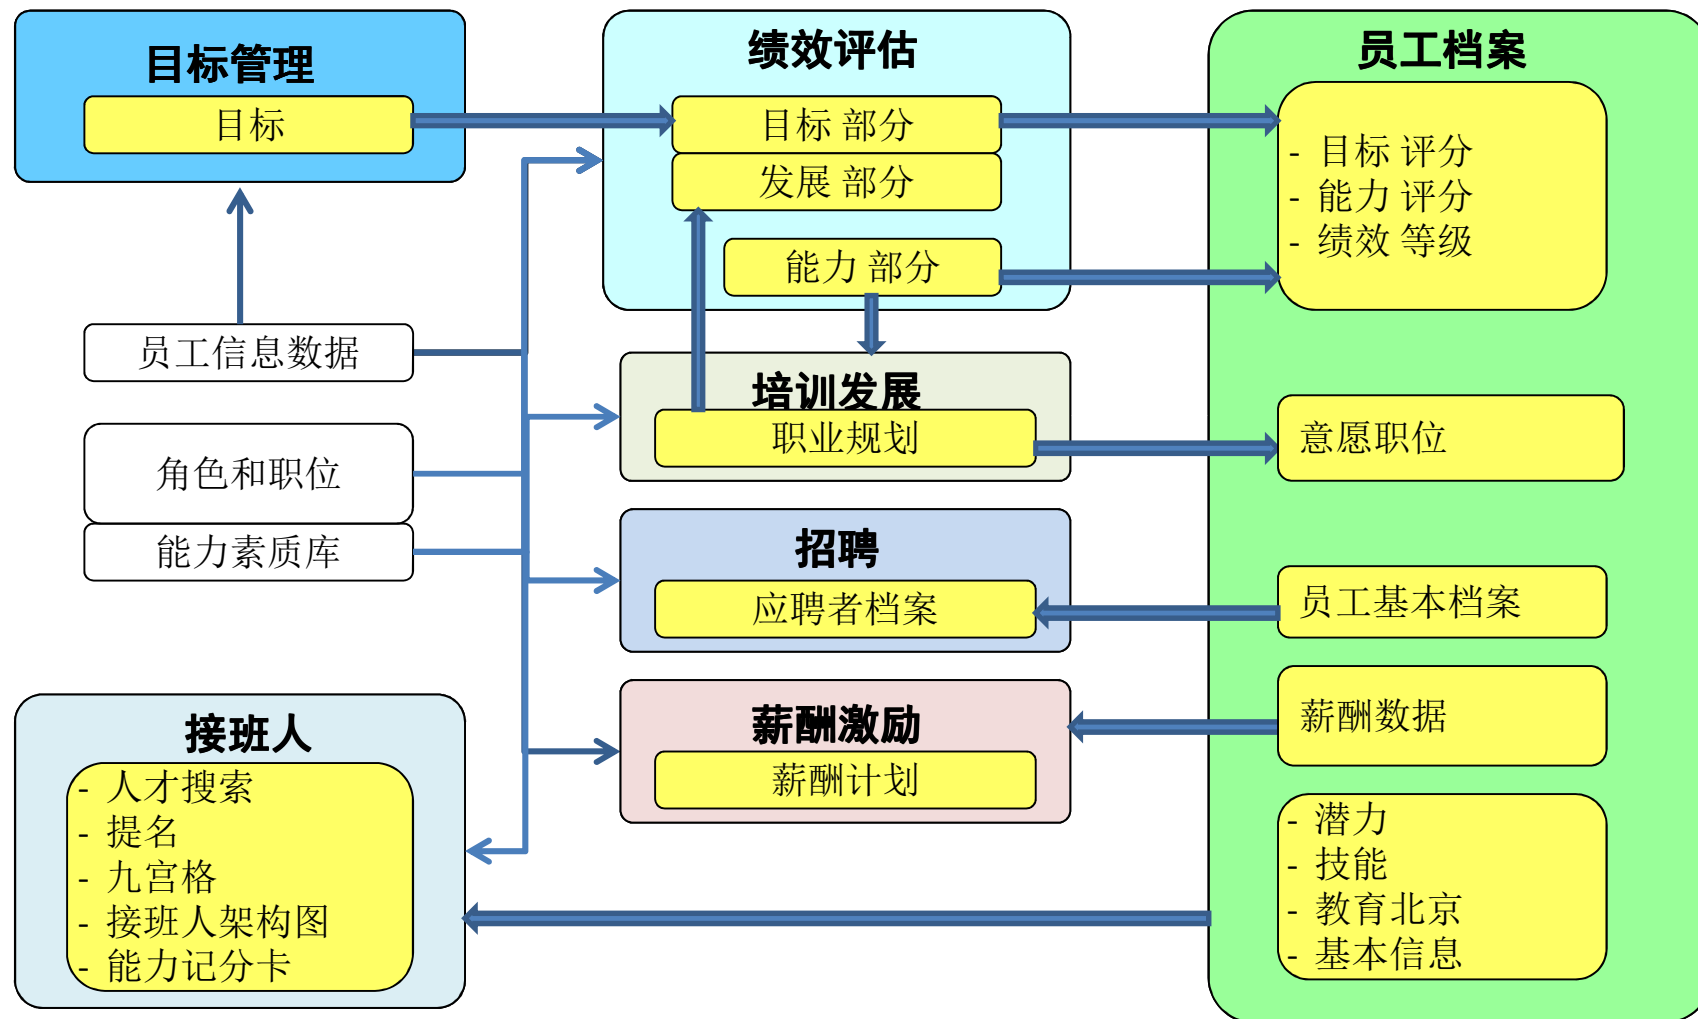 目标管理
目标
员工信息数据
角色和职位
能力素质库
接班人
- 人才搜索
- 提名
- 九宫格
- 接班人架构图
- 能力记分卡
绩效评估
目标 部分
发展 部分
能力 部分
培训发展
职业规划
招聘
应聘者档案
薪酬激励
薪酬计划
员工档案
- 目标 评分
- 能力 评分
- 绩效 等级
意愿职位
员工基本档案
薪酬数据
- 潜力
- 技能
- 教育北京
- 基本信息